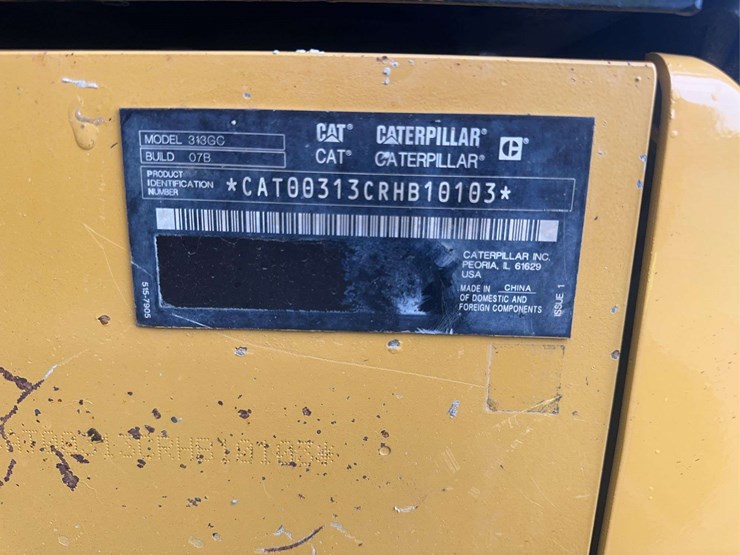 MODEL 313GC
BUILD 07B
CAT® CATERPILLAR®
CAT® CATERPILLAR®
PRODUCT
IDENTIFICATION
NUMBER
*CAT00313CRHB10103*
CATERPILLAR INC.
PEORIA, IL 61629
USA
MADE IN CHINA
OF DOMESTIC AND
FOREIGN COMPONENTS
ISSUE 1
515-7905
313CRHB10103*